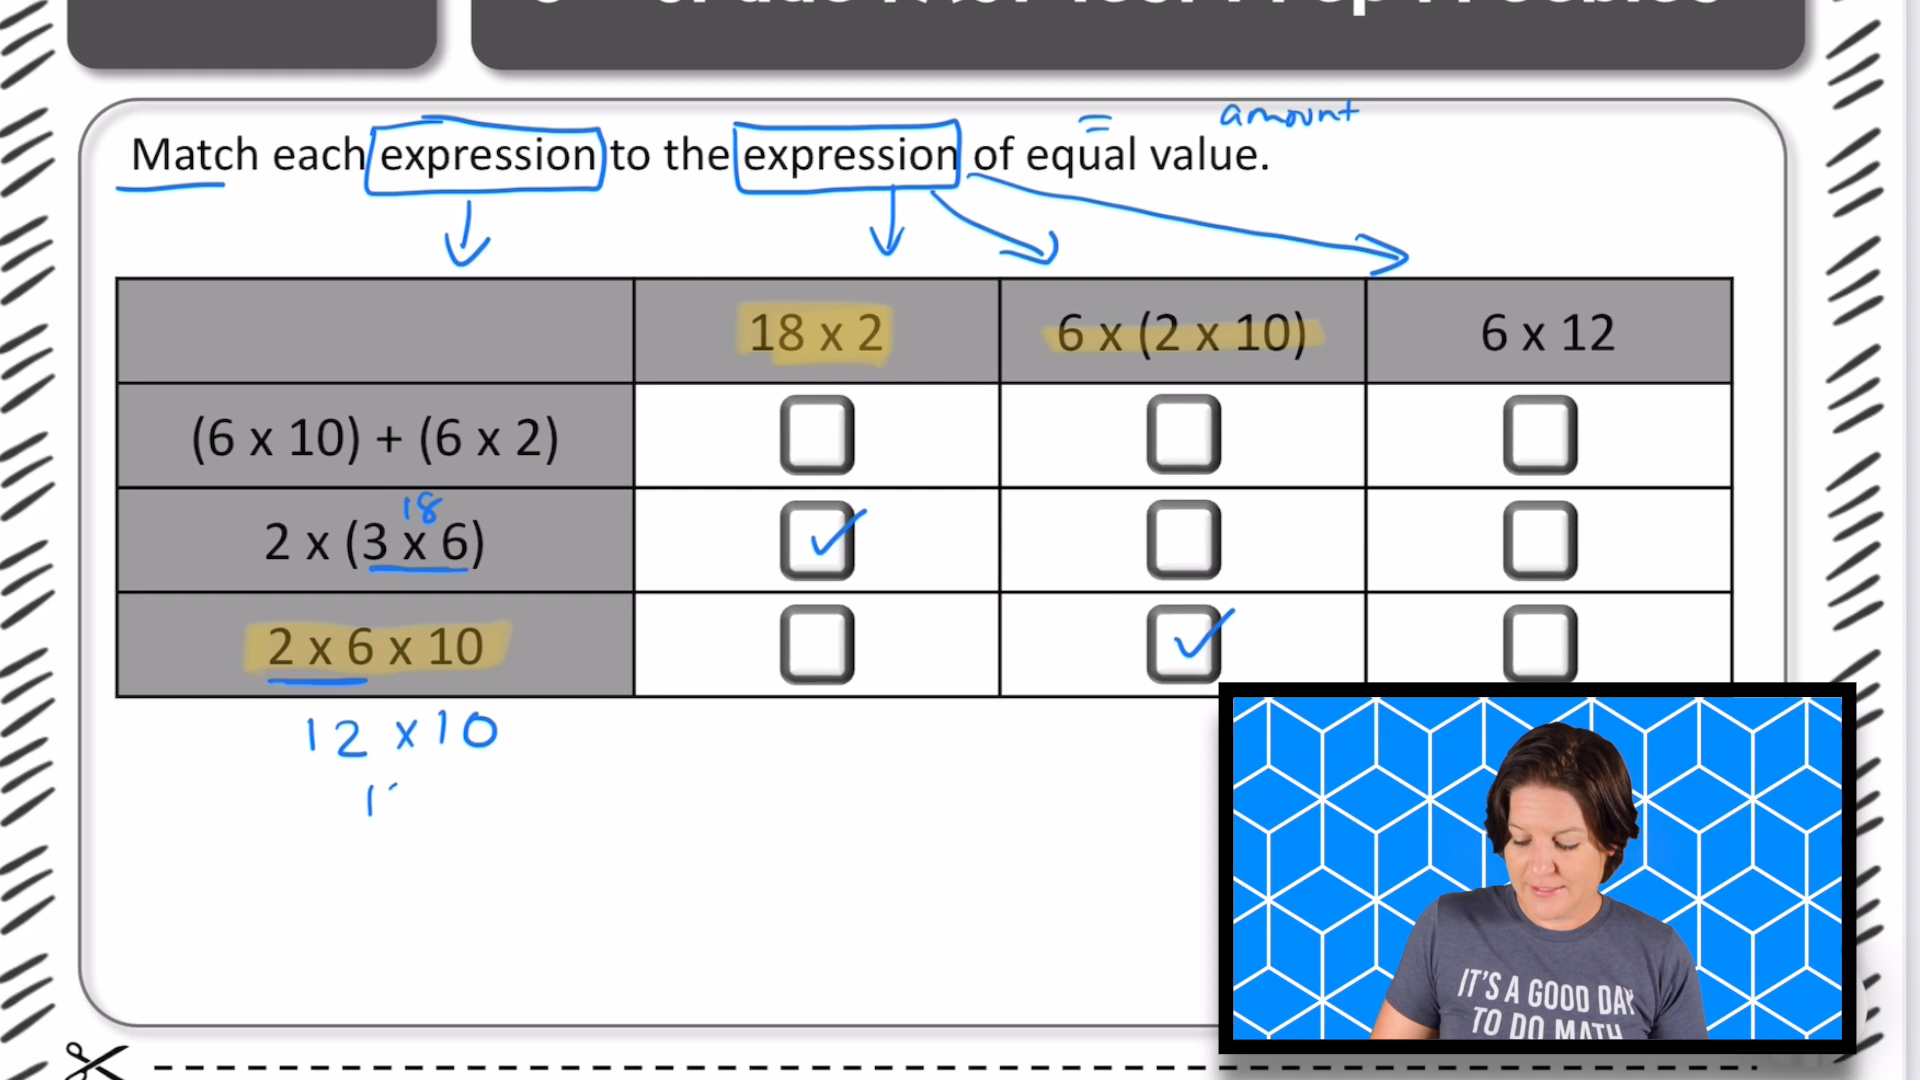 amount
=
Match each expression to the expression of equal value.
18 x 2 6 x (2 x 10) 6 x 12
(6 x 10) + (6 x 2)
18
2 x (3 x 6)
2 x 6 x 10
12 x 10
IT'S A GOOD DAY
TO DO MATH